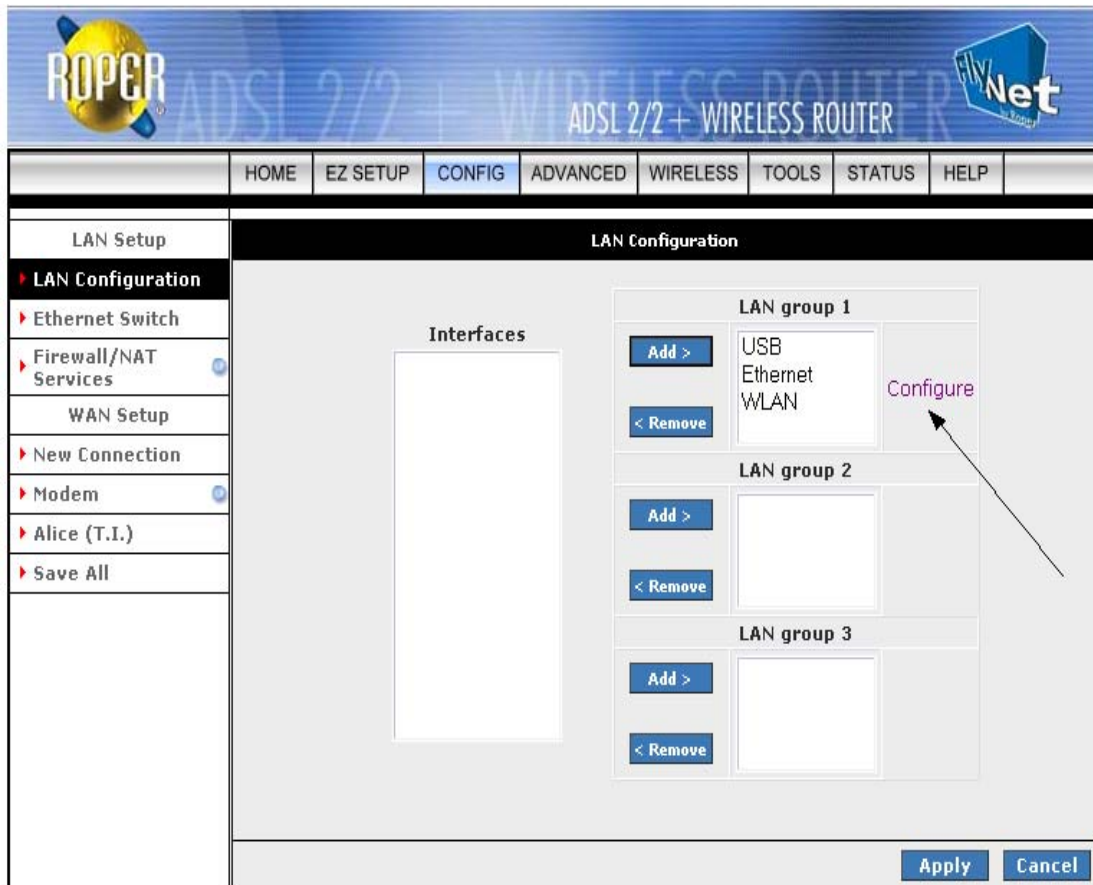 ROPER
ADSL 2/2 + WIRELESS ROUTER
ADSL 2/2 + WIRELESS ROUTER
FlyNet
by Roper
HOME EZ SETUP CONFIG ADVANCED WIRELESS TOOLS STATUS HELP
LAN Setup
LAN Configuration
Ethernet Switch
Firewall/NAT
Services
WAN Setup
New Connection
Modem
Alice (T.I.)
Save All
LAN Configuration
Interfaces
LAN group 1
Add >
< Remove
USB
Ethernet
WLAN
Configure
LAN group 2
Add >
< Remove
LAN group 3
Add >
< Remove
Apply Cancel